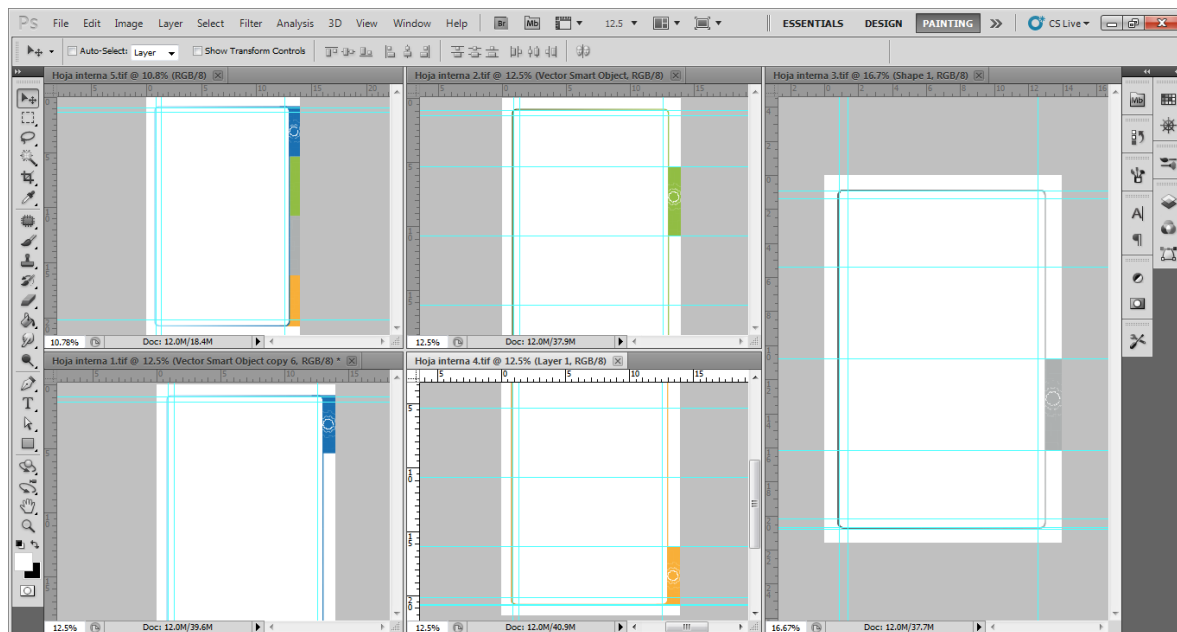 Ps File Edit Image Layer Select Filter Analysis 3D View Window Help Br Mb 12.5 ESSENTIALS DESIGN PAINTING CS Live
Auto-Select: Layer Show Transform Controls
Hoja interna 5.tif @ 10.8% (RGB/8)
10.78% Doc: 12.0M/18.4M
Hoja interna 2.tif @ 12.5% (Vector Smart Object, RGB/8)
12.5% Doc: 12.0M/37.9M
Hoja interna 3.tif @ 16.7% (Shape 1, RGB/8)
16.67% Doc: 12.0M/37.7M
Hoja interna 1.tif @ 12.5% (Vector Smart Object copy 6, RGB/8) *
12.5% Doc: 12.0M/39.6M
Hoja interna 4.tif @ 12.5% (Layer 1, RGB/8)
12.5% Doc: 12.0M/40.9M
Mb